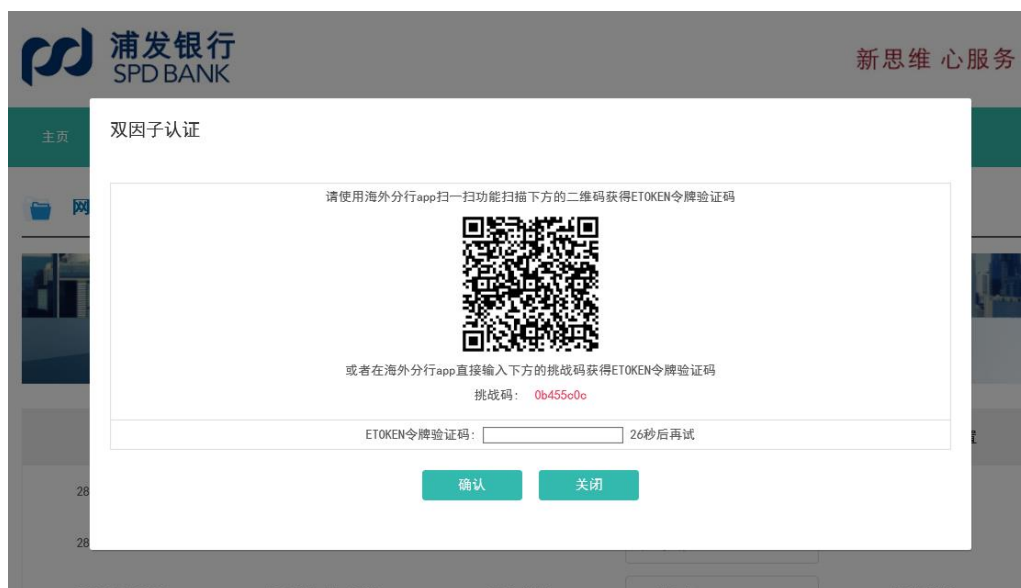 浦发银行
SPD BANK
新思维 心服务
主页
双因子认证
网
请使用海外分行app扫一扫功能扫描下方的二维码获得ETOKEN令牌验证码
或者在海外分行app直接输入下方的挑战码获得ETOKEN令牌验证码
挑战码： 0b455c0c
ETOKEN令牌验证码: 26秒后再试
确认 关闭
28
28